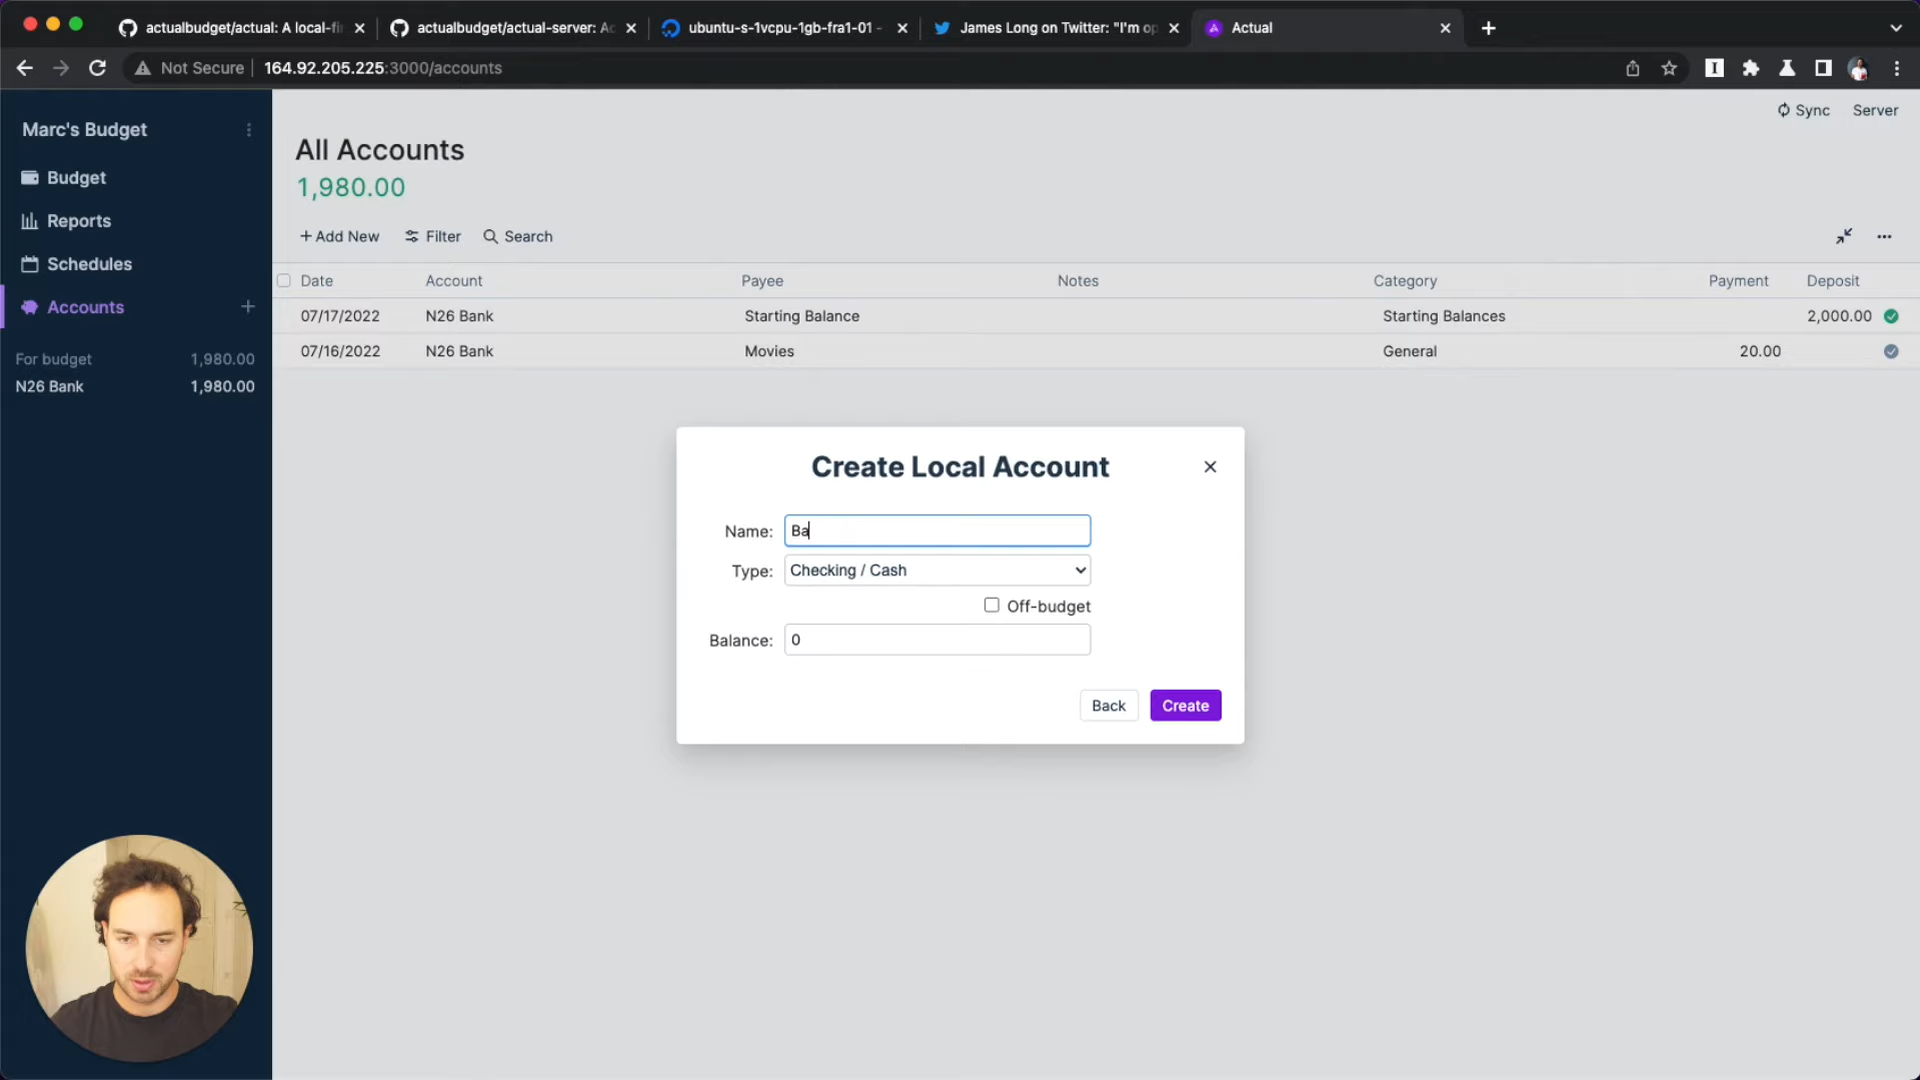 actualbudget/actual: A local-fi
actualbudget/actual-server: Ac
ubuntu-s-1vcpu-1gb-fra1-01 -
James Long on Twitter: "I'm op
Actual
Not Secure
164.92.205.225:3000/accounts
Marc's Budget
Budget
Reports
Schedules
Accounts
For budget 1,980.00
N26 Bank 1,980.00
Sync Server
All Accounts
1,980.00
+ Add New Filter Search
Date Account Payee Notes Category Payment Deposit
07/17/2022 N26 Bank Starting Balance Starting Balances 2,000.00
07/16/2022 N26 Bank Movies General 20.00
Create Local Account
Name: Ba
Type: Checking / Cash
Off-budget
Balance: 0
Back Create